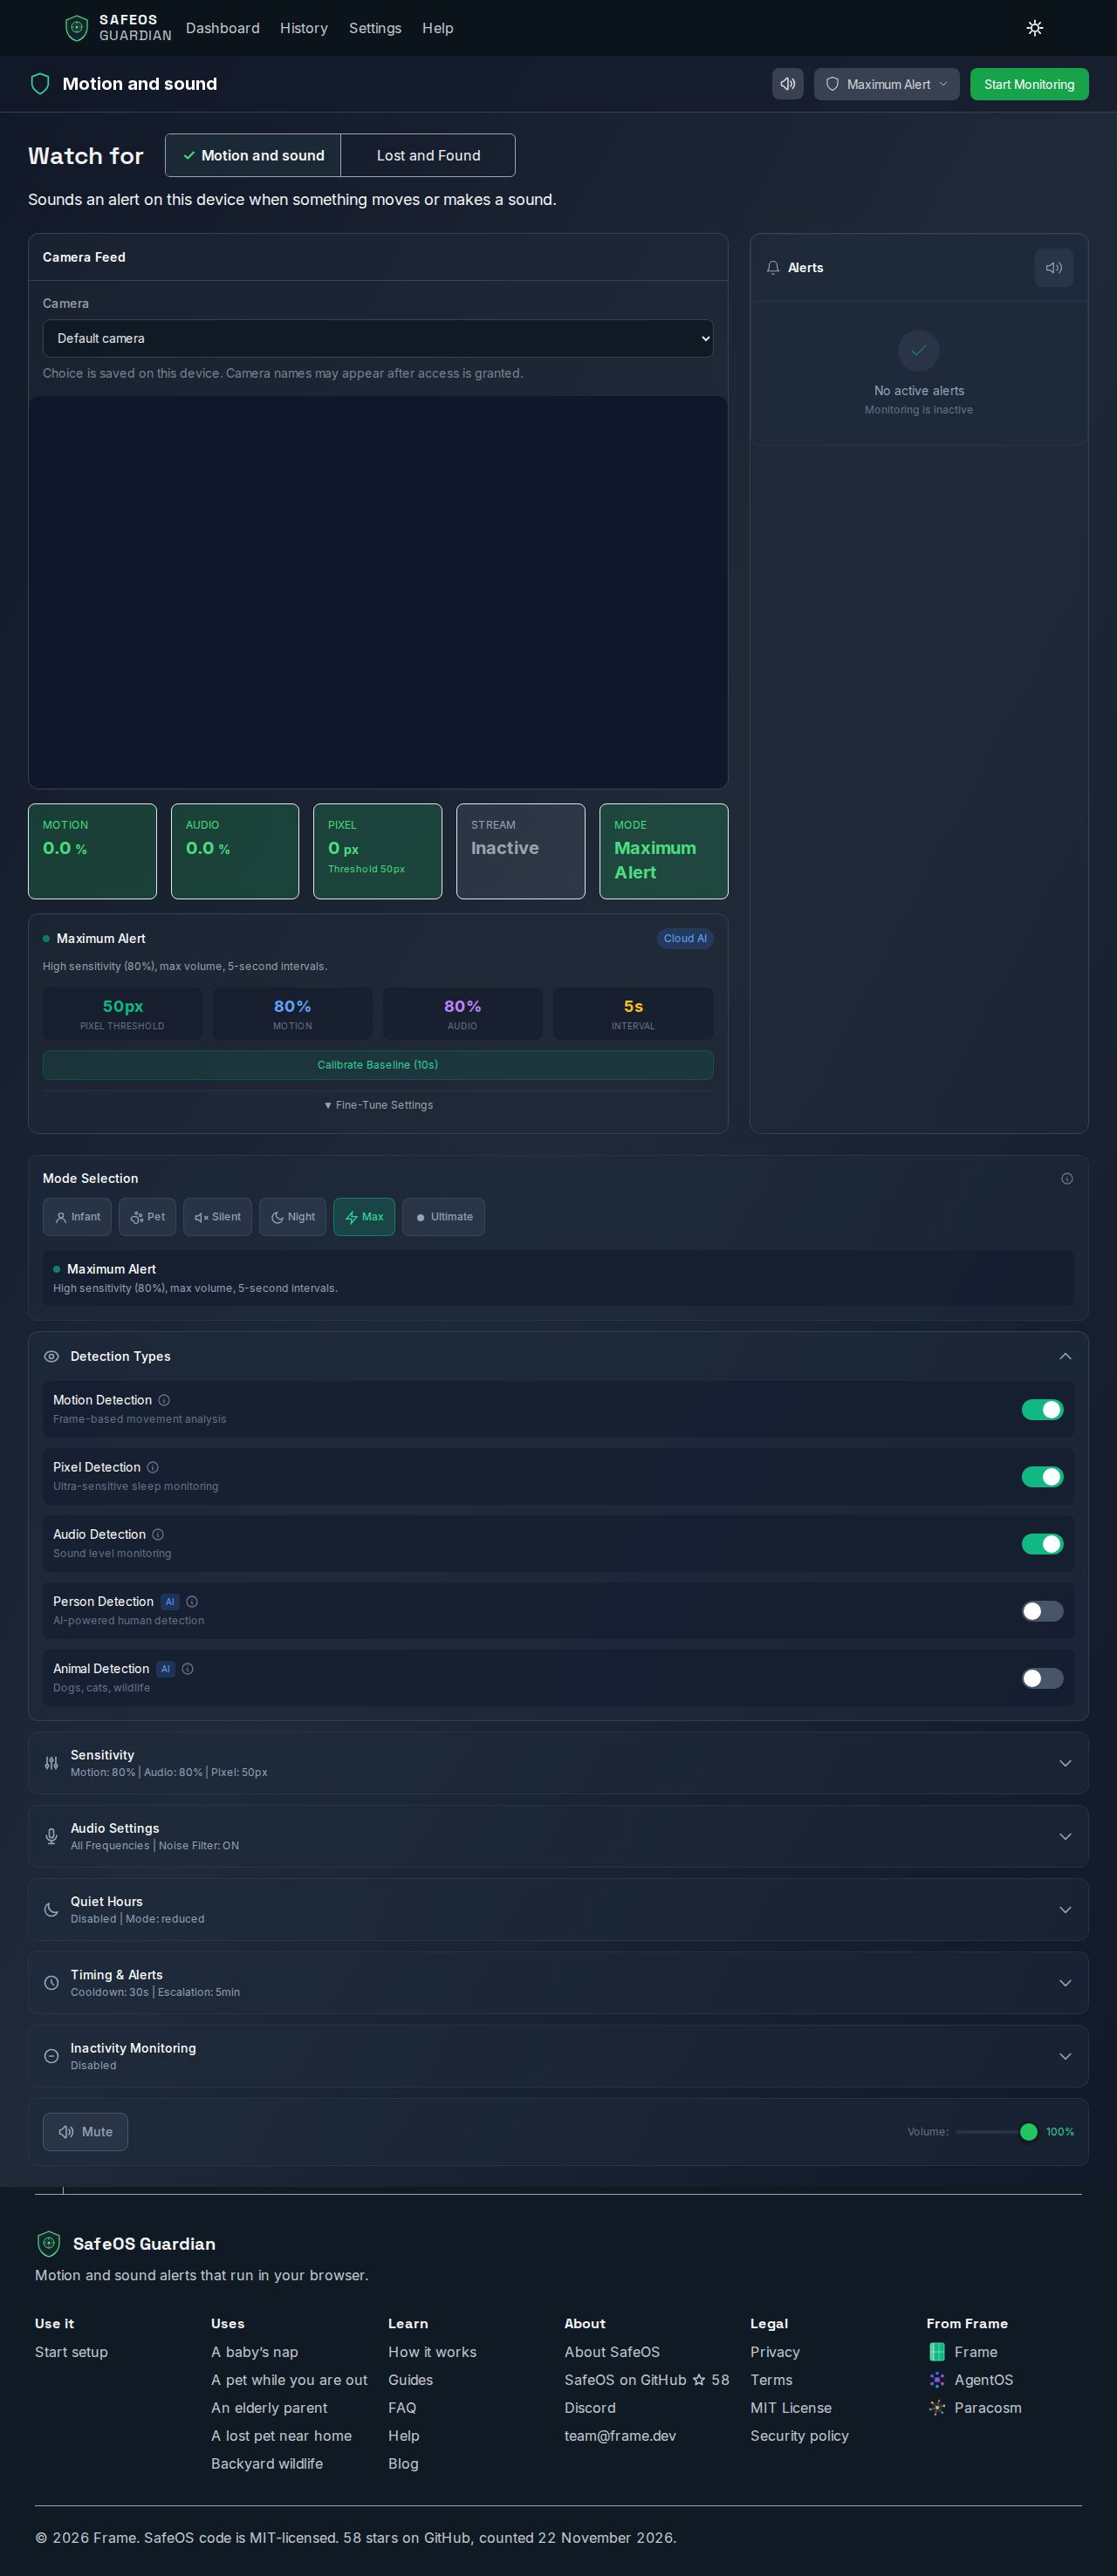 SAFEOS
GUARDIAN
Dashboard
History
Settings
Help
Motion and sound
Maximum Alert
Start Monitoring
Watch for
Motion and sound
Lost and Found
Sounds an alert on this device when something moves or makes a sound.
Camera Feed
Camera
Default camera
Choice is saved on this device. Camera names may appear after access is granted.
Alerts
No active alerts
Monitoring is inactive
MOTION
0.0 %
AUDIO
0.0 %
PIXEL
0 px
Threshold 50px
STREAM
Inactive
MODE
Maximum
Alert
Maximum Alert
Cloud AI
High sensitivity (80%), max volume, 5-second intervals.
50px
PIXEL THRESHOLD
80%
MOTION
80%
AUDIO
5s
INTERVAL
Calibrate Baseline (10s)
▼ Fine-Tune Settings
Mode Selection
Infant
Pet
Silent
Night
Max
Ultimate
Maximum Alert
High sensitivity (80%), max volume, 5-second intervals.
Detection Types
Motion Detection
Frame-based movement analysis
Pixel Detection
Ultra-sensitive sleep monitoring
Audio Detection
Sound level monitoring
Person Detection AI
AI-powered human detection
Animal Detection AI
Dogs, cats, wildlife
Sensitivity
Motion: 80% | Audio: 80% | Pixel: 50px
Audio Settings
All Frequencies | Noise Filter: ON
Quiet Hours
Disabled | Mode: reduced
Timing & Alerts
Cooldown: 30s | Escalation: 5min
Inactivity Monitoring
Disabled
Mute
Volume:
100%
SafeOS Guardian
Motion and sound alerts that run in your browser.
Use it
Start setup
Uses
A baby’s nap
A pet while you are out
An elderly parent
A lost pet near home
Backyard wildlife
Learn
How it works
Guides
FAQ
Help
Blog
About
About SafeOS
SafeOS on GitHub ☆ 58
Discord
team@frame.dev
Legal
Privacy
Terms
MIT License
Security policy
From Frame
Frame
AgentOS
Paracosm
© 2026 Frame. SafeOS code is MIT-licensed. 58 stars on GitHub, counted 22 November 2026.